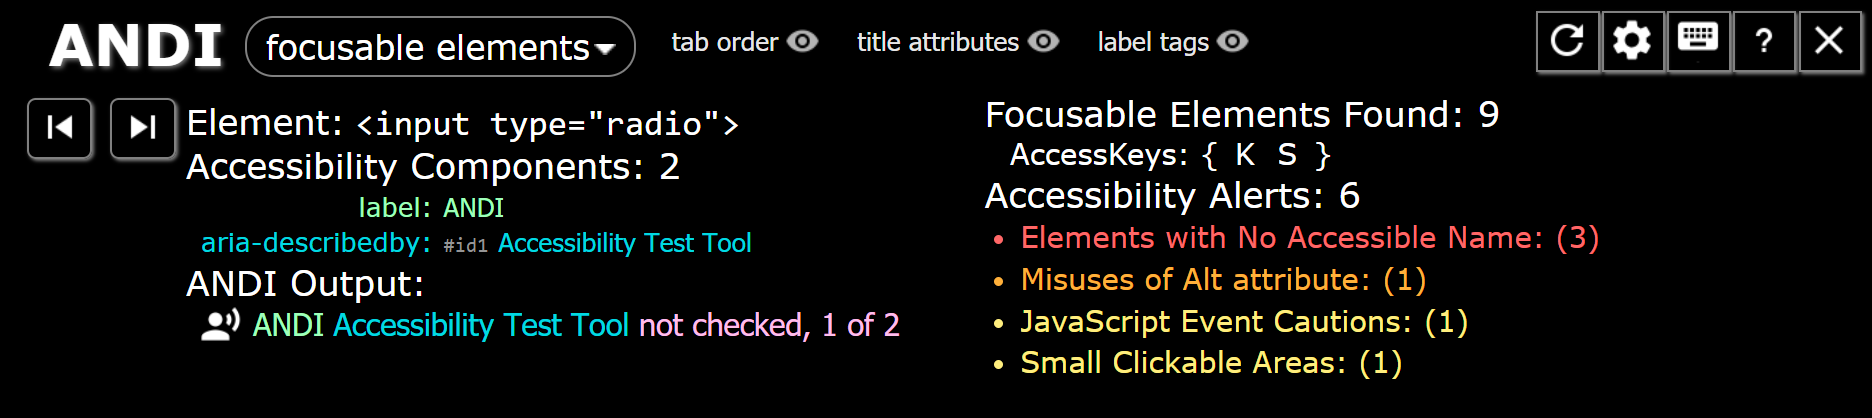 ANDI focusable elements tab order title attributes label tags ?
Element: <input type="radio">
Accessibility Components: 2
label: ANDI
aria-describedby: #id1 Accessibility Test Tool
ANDI Output:
ANDI Accessibility Test Tool not checked, 1 of 2
Focusable Elements Found: 9
AccessKeys: { K S }
Accessibility Alerts: 6
• Elements with No Accessible Name: (3)
• Misuses of Alt attribute: (1)
• JavaScript Event Cautions: (1)
• Small Clickable Areas: (1)